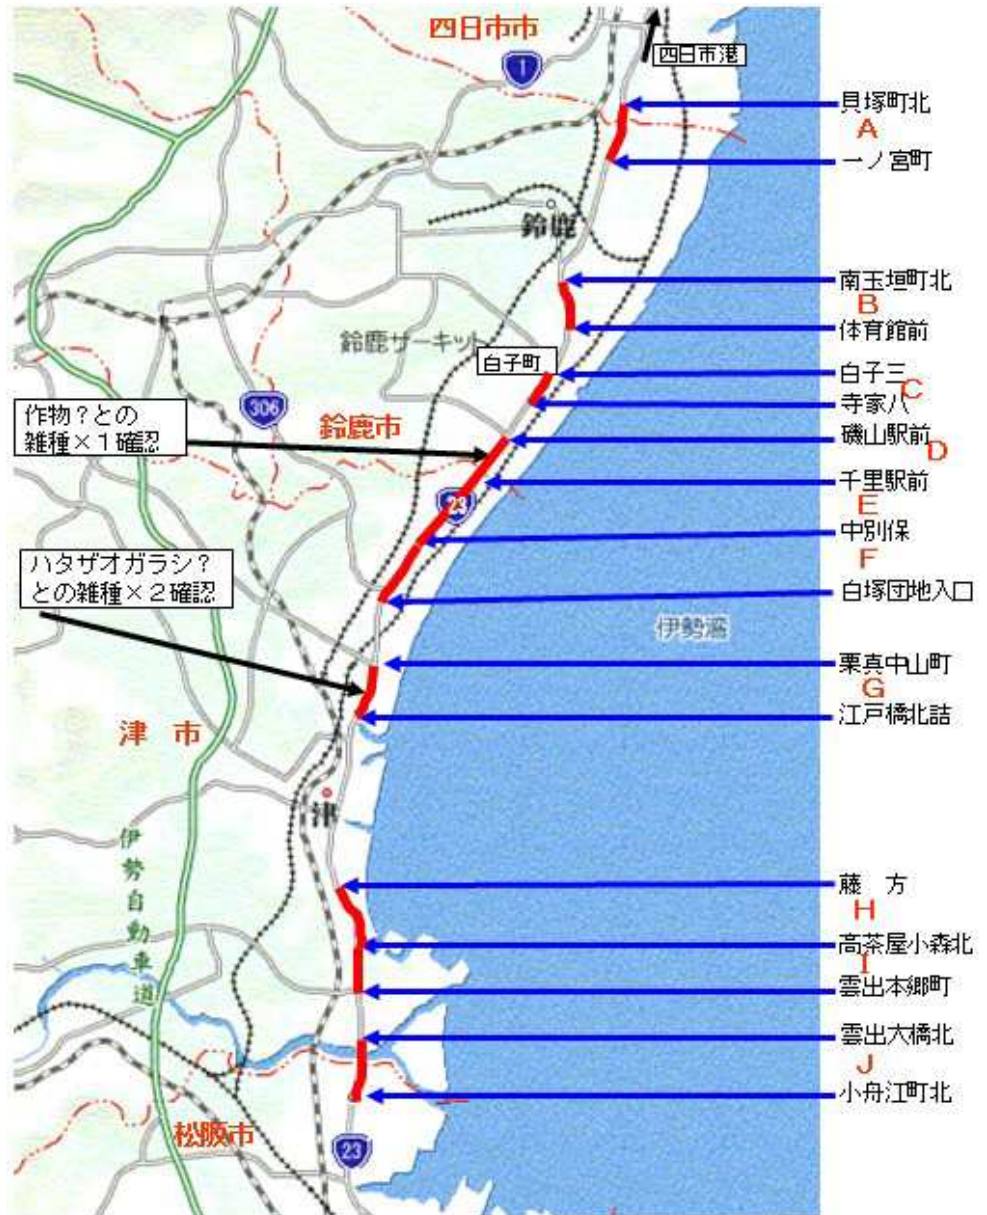 四日市市
四日市港
1
貝塚町北
A
一ノ宮町
鈴鹿
南玉垣町北
B
体育館前
鈴鹿サーキット
白子町
白子三
C
寺家八
306
作物？との
雑種×１確認
鈴鹿市
磯山駅前
D
千里駅前
E
23
中別保
F
ハタザオガラシ？
との雑種×２確認
白塚団地入口
伊勢湾
栗真中山町
G
江戸橋北詰
津 市
津
伊勢自動車道
藤 方
H
高茶屋小森北
I
雲出本郷町
雲出大橋北
J
小舟江町北
松阪市
23